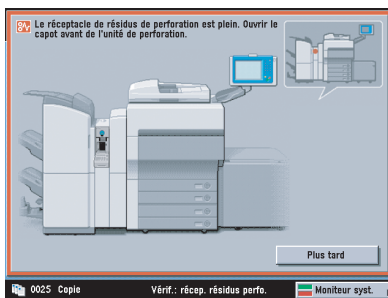 Le réceptacle de résidus de perforation est plein. Ouvrir le
capot avant de l'unité de perforation.
Plus tard
0025 Copie
Vérif.: récep. résidus perfo.
Moniteur syst.